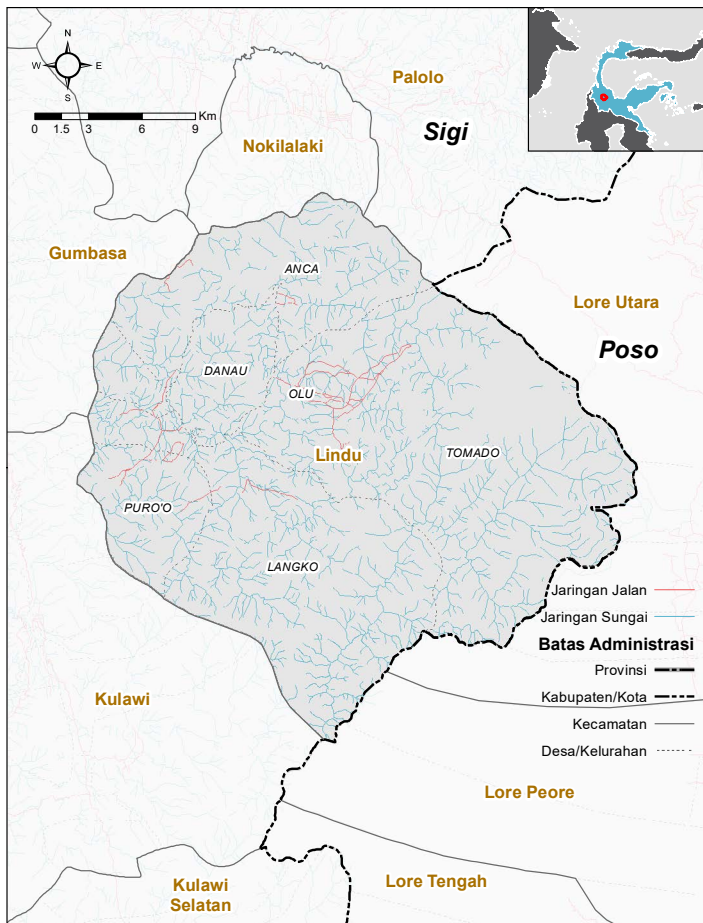 N
W
E
S
0 1.5 3 6 9
Km
Palolo
Sigi
Nokilalaki
Gumbasa
ANCA
Lore Utara
Poso
DANAU
OLU
Lindu
TOMADO
PURO'O
LANGKO
Jaringan Jalan
Jaringan Sungai
Batas Administrasi
Provinsi
Kabupaten/Kota
Kecamatan
Desa/Kelurahan
Kulawi
Lore Peore
Kulawi
Selatan
Lore Tengah